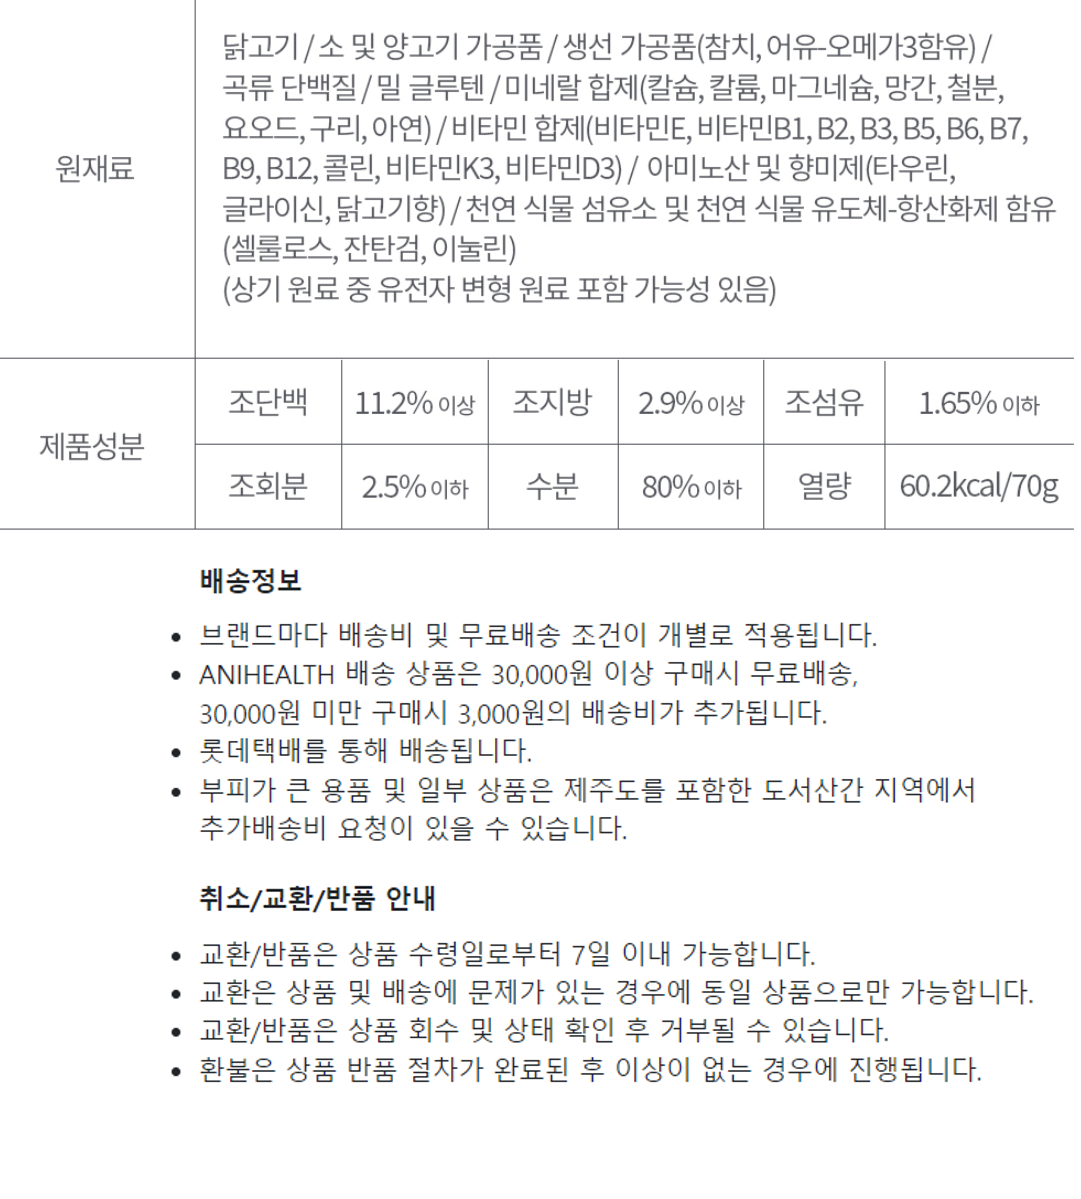 원재료
닭고기 / 소 및 양고기 가공품 / 생선 가공품(참치, 어유-오메가3함유) /
곡류 단백질 / 밀 글루텐 / 미네랄 합제(칼슘, 칼륨, 마그네슘, 망간, 철분,
요오드, 구리, 아연) / 비타민 합제(비타민E, 비타민B1, B2, B3, B5, B6, B7,
B9, B12, 콜린, 비타민K3, 비타민D3) / 아미노산 및 향미제(타우린,
글라이신, 닭고기향) / 천연 식물 섬유소 및 천연 식물 유도체-항산화제 함유
(셀룰로스, 잔탄검, 이눌린)
(상기 원료 중 유전자 변형 원료 포함 가능성 있음)
제품성분
조단백 11.2% 이상 조지방 2.9% 이상 조섬유 1.65% 이하
조회분 2.5% 이하 수분 80% 이하 열량 60.2kcal/70g
배송정보
• 브랜드마다 배송비 및 무료배송 조건이 개별로 적용됩니다.
• ANIHEALTH 배송 상품은 30,000원 이상 구매시 무료배송,
30,000원 미만 구매시 3,000원의 배송비가 추가됩니다.
• 롯데택배를 통해 배송됩니다.
• 부피가 큰 용품 및 일부 상품은 제주도를 포함한 도서산간 지역에서
추가배송비 요청이 있을 수 있습니다.
취소/교환/반품 안내
• 교환/반품은 상품 수령일로부터 7일 이내 가능합니다.
• 교환은 상품 및 배송에 문제가 있는 경우에 동일 상품으로만 가능합니다.
• 교환/반품은 상품 회수 및 상태 확인 후 거부될 수 있습니다.
• 환불은 상품 반품 절차가 완료된 후 이상이 없는 경우에 진행됩니다.